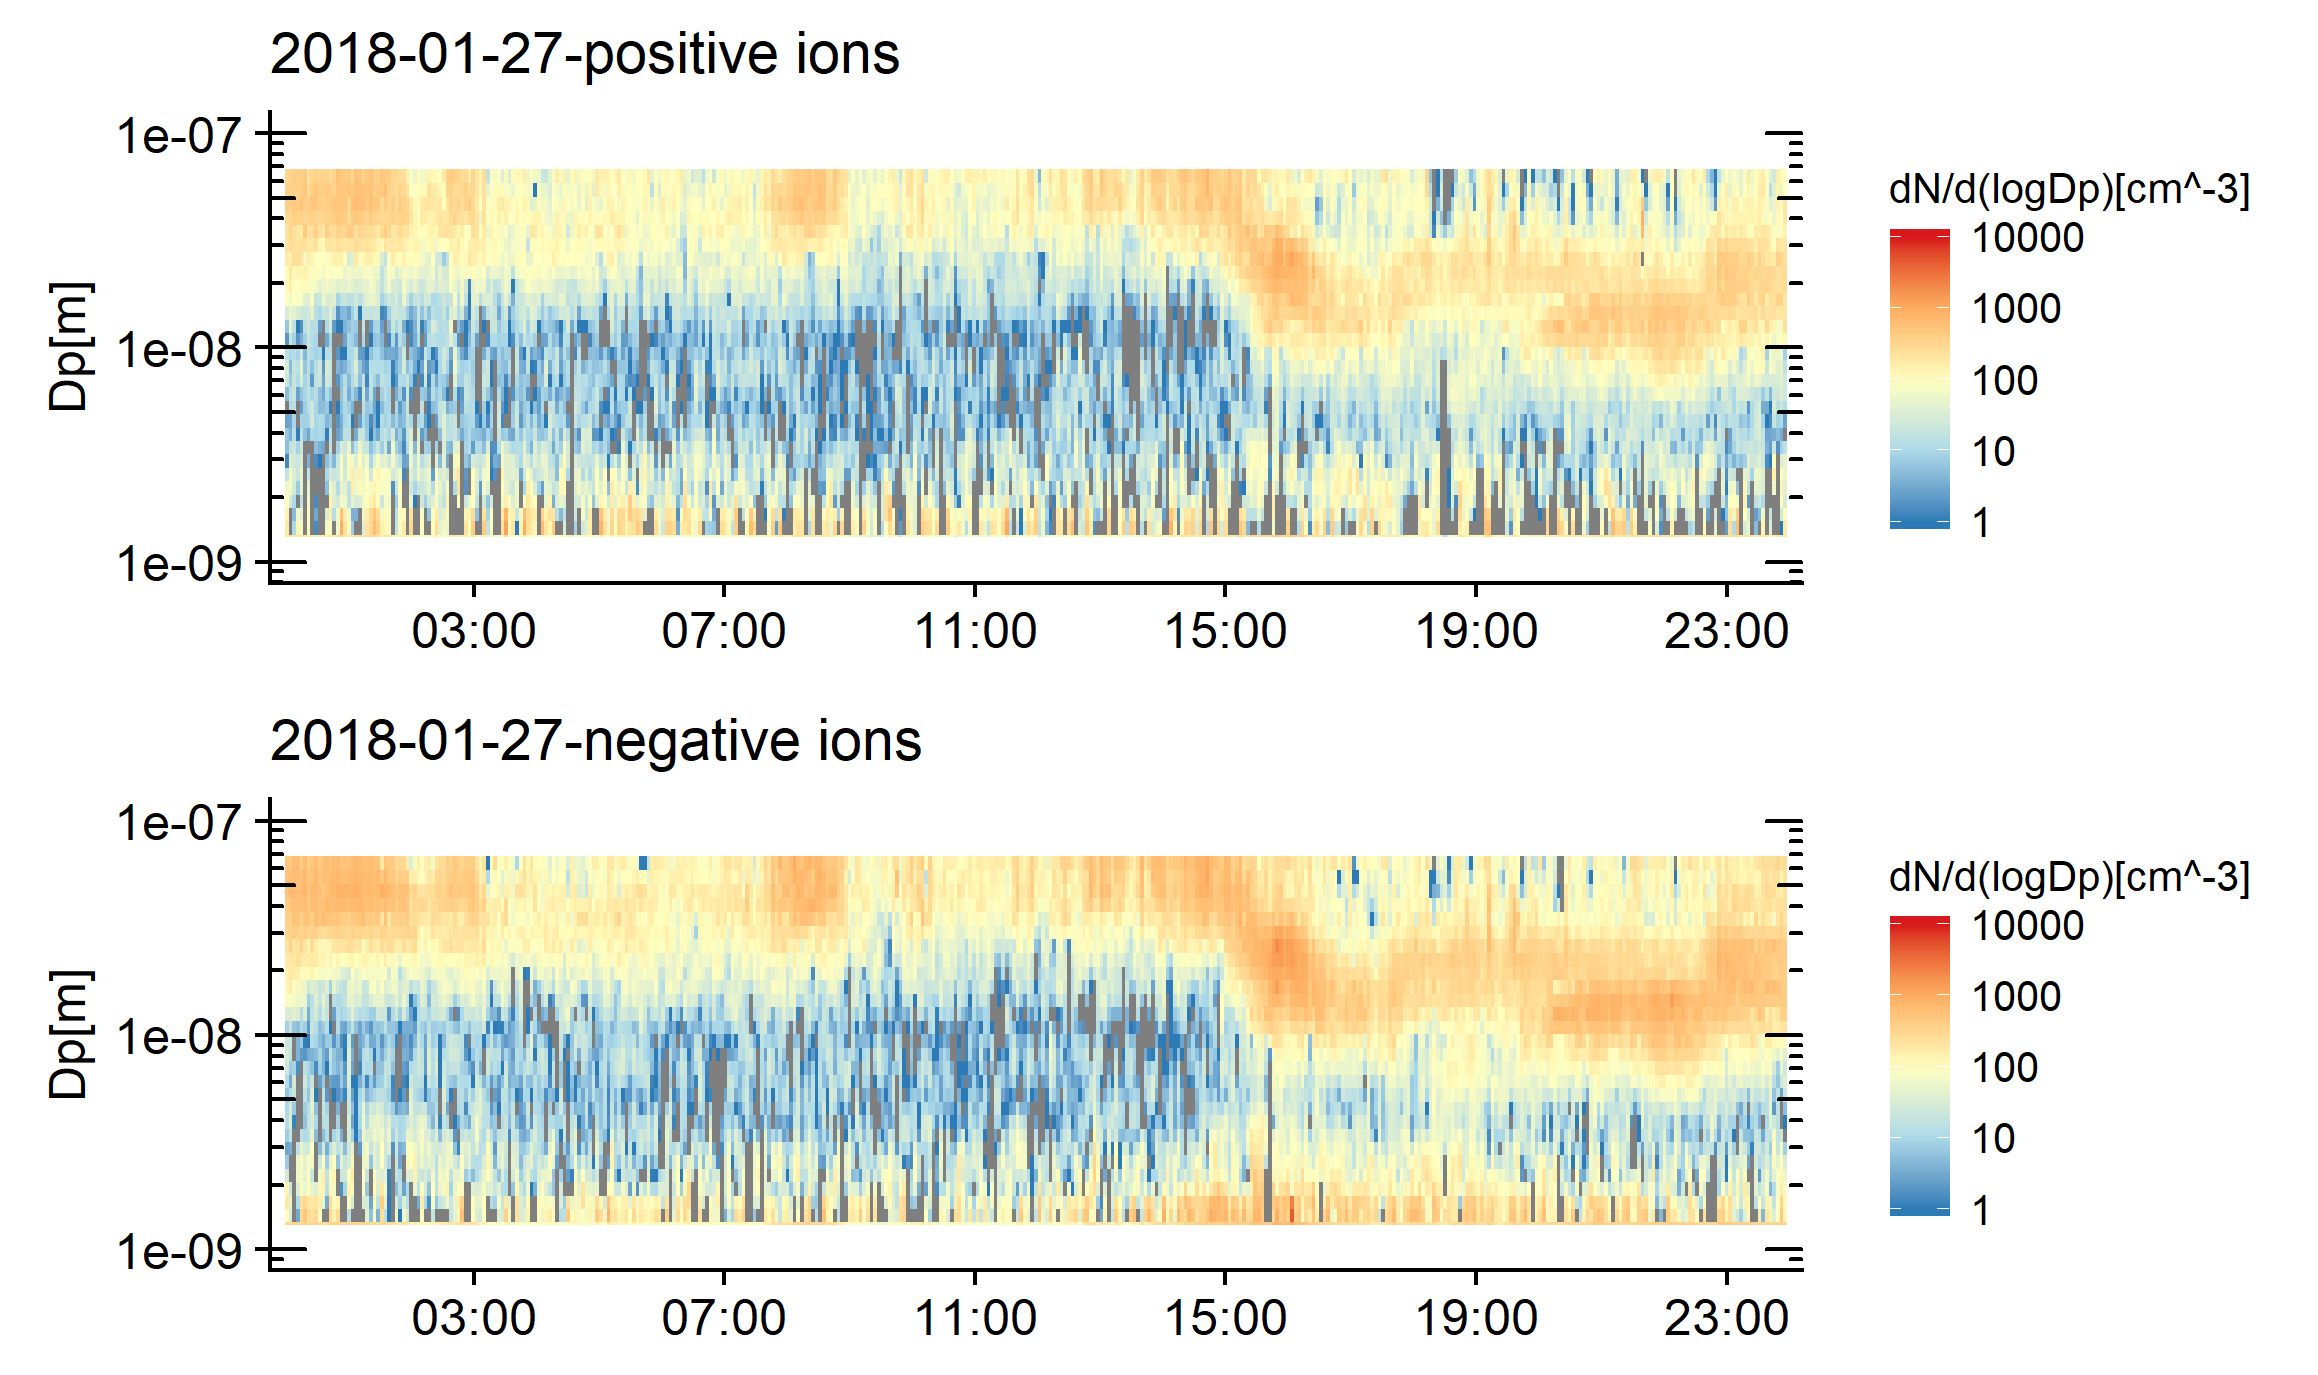 2018-01-27-positive ions
1e-07
1e-08
1e-09
Dp[m]
03:00 07:00 11:00 15:00 19:00 23:00
dN/d(logDp)[cm^-3]
10000
1000
100
10
1
2018-01-27-negative ions
1e-07
1e-08
1e-09
Dp[m]
03:00 07:00 11:00 15:00 19:00 23:00
dN/d(logDp)[cm^-3]
10000
1000
100
10
1